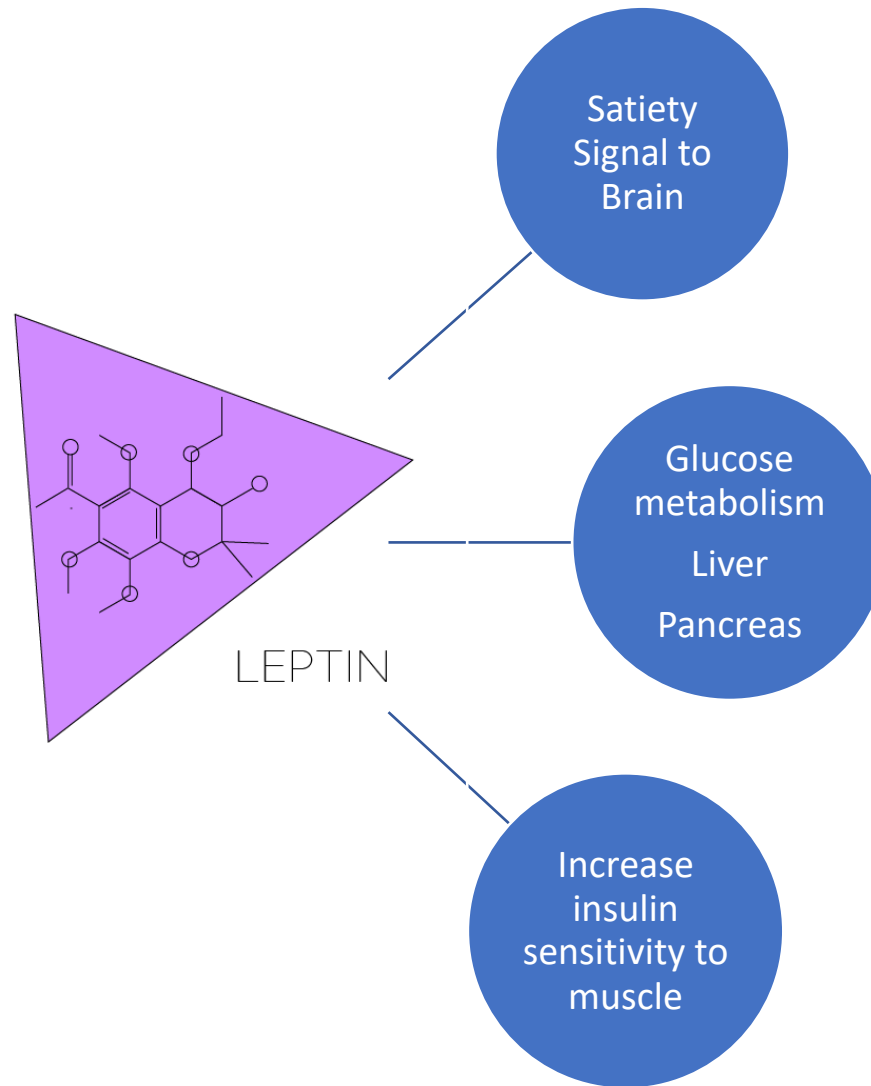 Satiety
Signal to
Brain
Glucose
metabolism
Liver
Pancreas
LEPTIN
Increase
insulin
sensitivity to
muscle